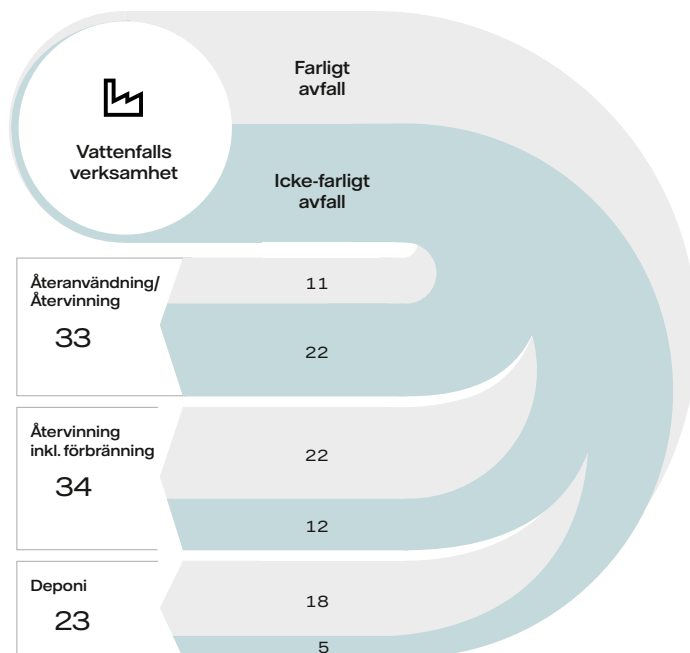 Farligt
avfall
Vattenfalls
verksamhet
Icke-farligt
avfall
Återanvändning/
Återvinning
33
11
22
Återvinning
inkl. förbränning
34
22
12
Deponi
23
18
5